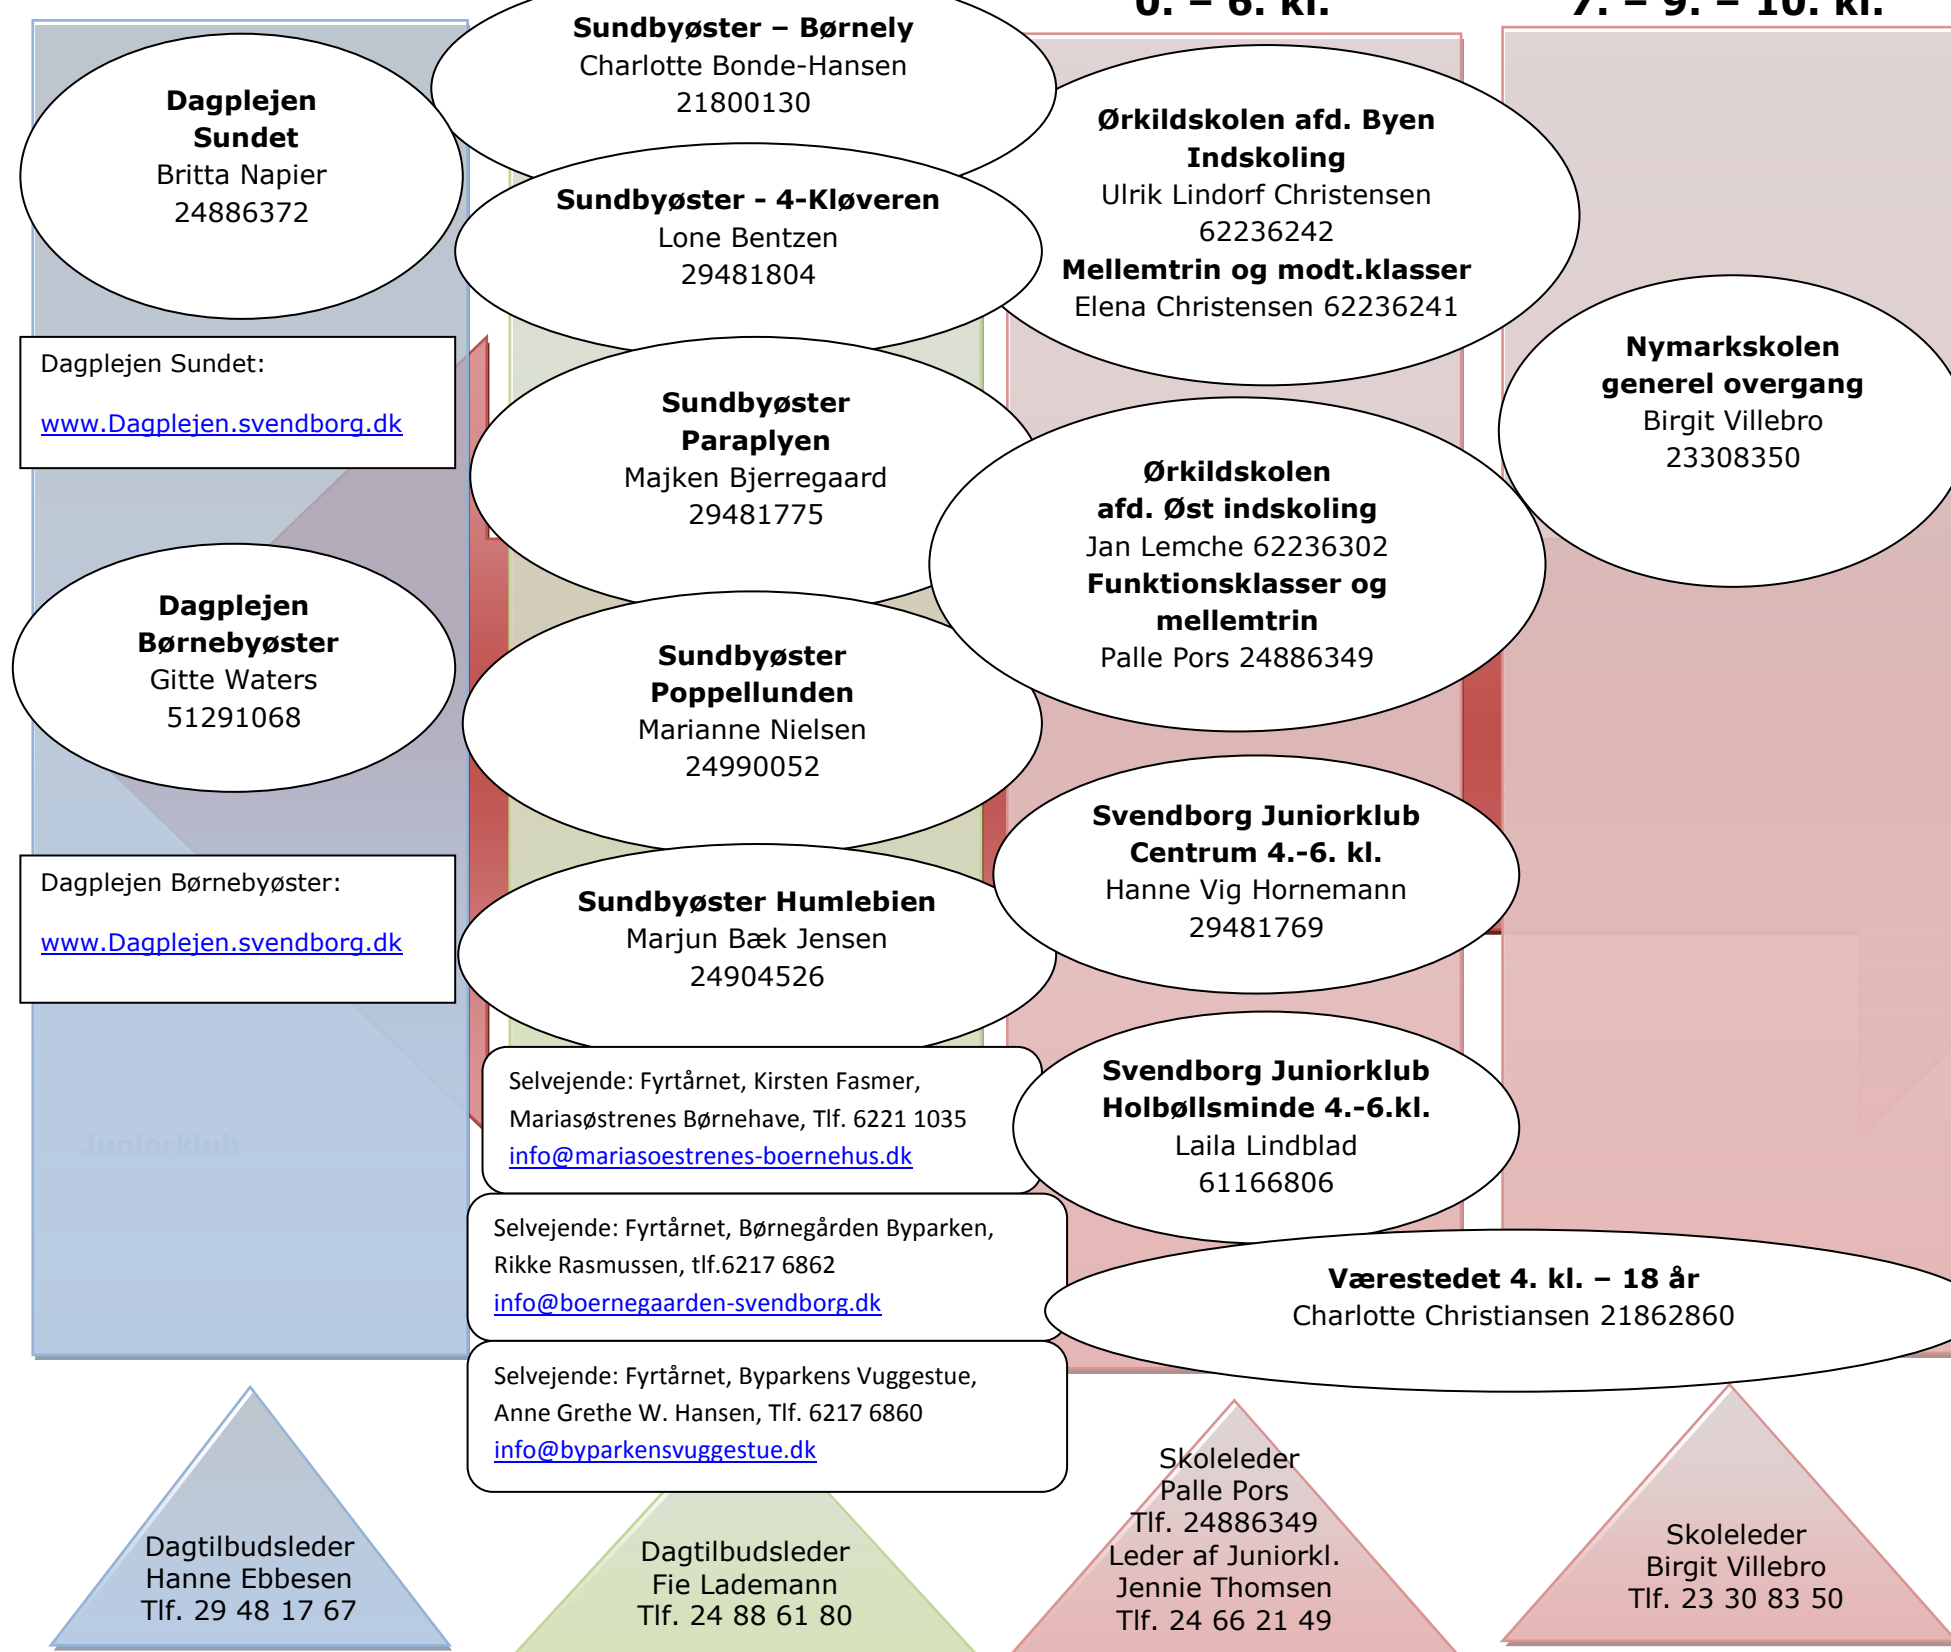 0. – 6. kl.
7. – 9. – 10. kl.
Dagplejen
Sundet
Britta Napier
24886372
Dagplejen Sundet:
www.Dagplejen.svendborg.dk
Dagplejen
Børnebyøster
Gitte Waters
51291068
Dagplejen Børnebyøster:
www.Dagplejen.svendborg.dk
Juniorklub
Dagtilbudsleder
Hanne Ebbesen
Tlf. 29 48 17 67
Sundbyøster – Børnely
Charlotte Bonde-Hansen
21800130
Sundbyøster - 4-Kløveren
Lone Bentzen
29481804
Sundbyøster
Paraplyen
Majken Bjerregaard
29481775
Sundbyøster
Poppellunden
Marianne Nielsen
24990052
Sundbyøster Humlebien
Marjun Bæk Jensen
24904526
Selvejende: Fyrtårnet, Kirsten Fasmer,
Mariasøstrenes Børnehave, Tlf. 6221 1035
info@mariasoestrenes-boernehus.dk
Selvejende: Fyrtårnet, Børnegården Byparken,
Rikke Rasmussen, tlf.6217 6862
info@boernegaarden-svendborg.dk
Selvejende: Fyrtårnet, Byparkens Vuggestue,
Anne Grethe W. Hansen, Tlf. 6217 6860
info@byparkensvuggestue.dk
Dagtilbudsleder
Fie Lademann
Tlf. 24 88 61 80
Ørkildskolen afd. Byen
Indskoling
Ulrik Lindorf Christensen
62236242
Mellemtrin og modt.klasser
Elena Christensen 62236241
Ørkildskolen
afd. Øst indskoling
Jan Lemche 62236302
Funktionsklasser og
mellemtrin
Palle Pors 24886349
Svendborg Juniorklub
Centrum 4.-6. kl.
Hanne Vig Hornemann
29481769
Svendborg Juniorklub
Holbøllsminde 4.-6.kl.
Laila Lindblad
61166806
Værestedet 4. kl. – 18 år
Charlotte Christiansen 21862860
Skoleleder
Palle Pors
Tlf. 24886349
Leder af Juniorkl.
Jennie Thomsen
Tlf. 24 66 21 49
Nymarkskolen
generel overgang
Birgit Villebro
23308350
Skoleleder
Birgit Villebro
Tlf. 23 30 83 50